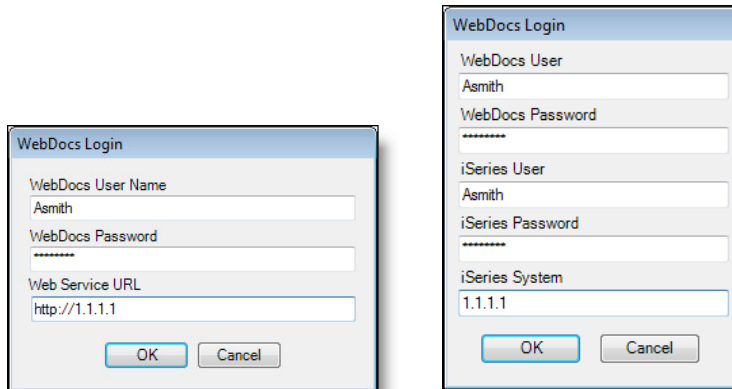 WebDocs Login
WebDocs User Name
Asmith
WebDocs Password
********
Web Service URL
http://1.1.1.1
OK Cancel
WebDocs Login
WebDocs User
Asmith
WebDocs Password
********
iSeries User
Asmith
iSeries Password
********
iSeries System
1.1.1.1
OK Cancel